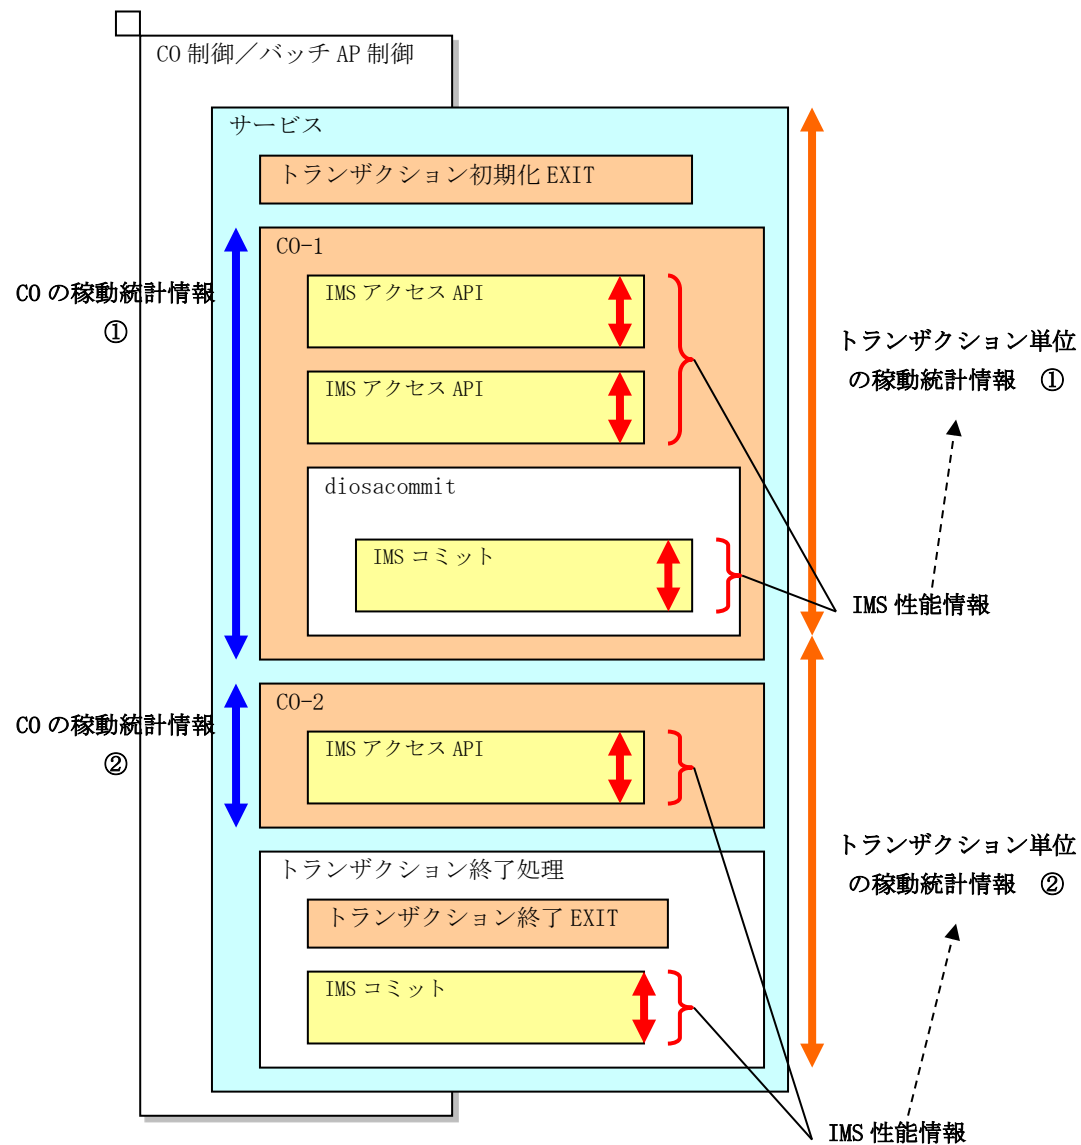 CO 制御／バッチ AP 制御
サービス
トランザクション初期化 EXIT
CO-1
CO の稼動統計情報
①
IMS アクセス API
IMS アクセス API
トランザクション単位
の稼動統計情報　①
diosacommit
IMS コミット
IMS 性能情報
CO-2
CO の稼動統計情報
②
IMS アクセス API
トランザクション終了処理
トランザクション単位
の稼動統計情報　②
トランザクション終了 EXIT
IMS コミット
IMS 性能情報